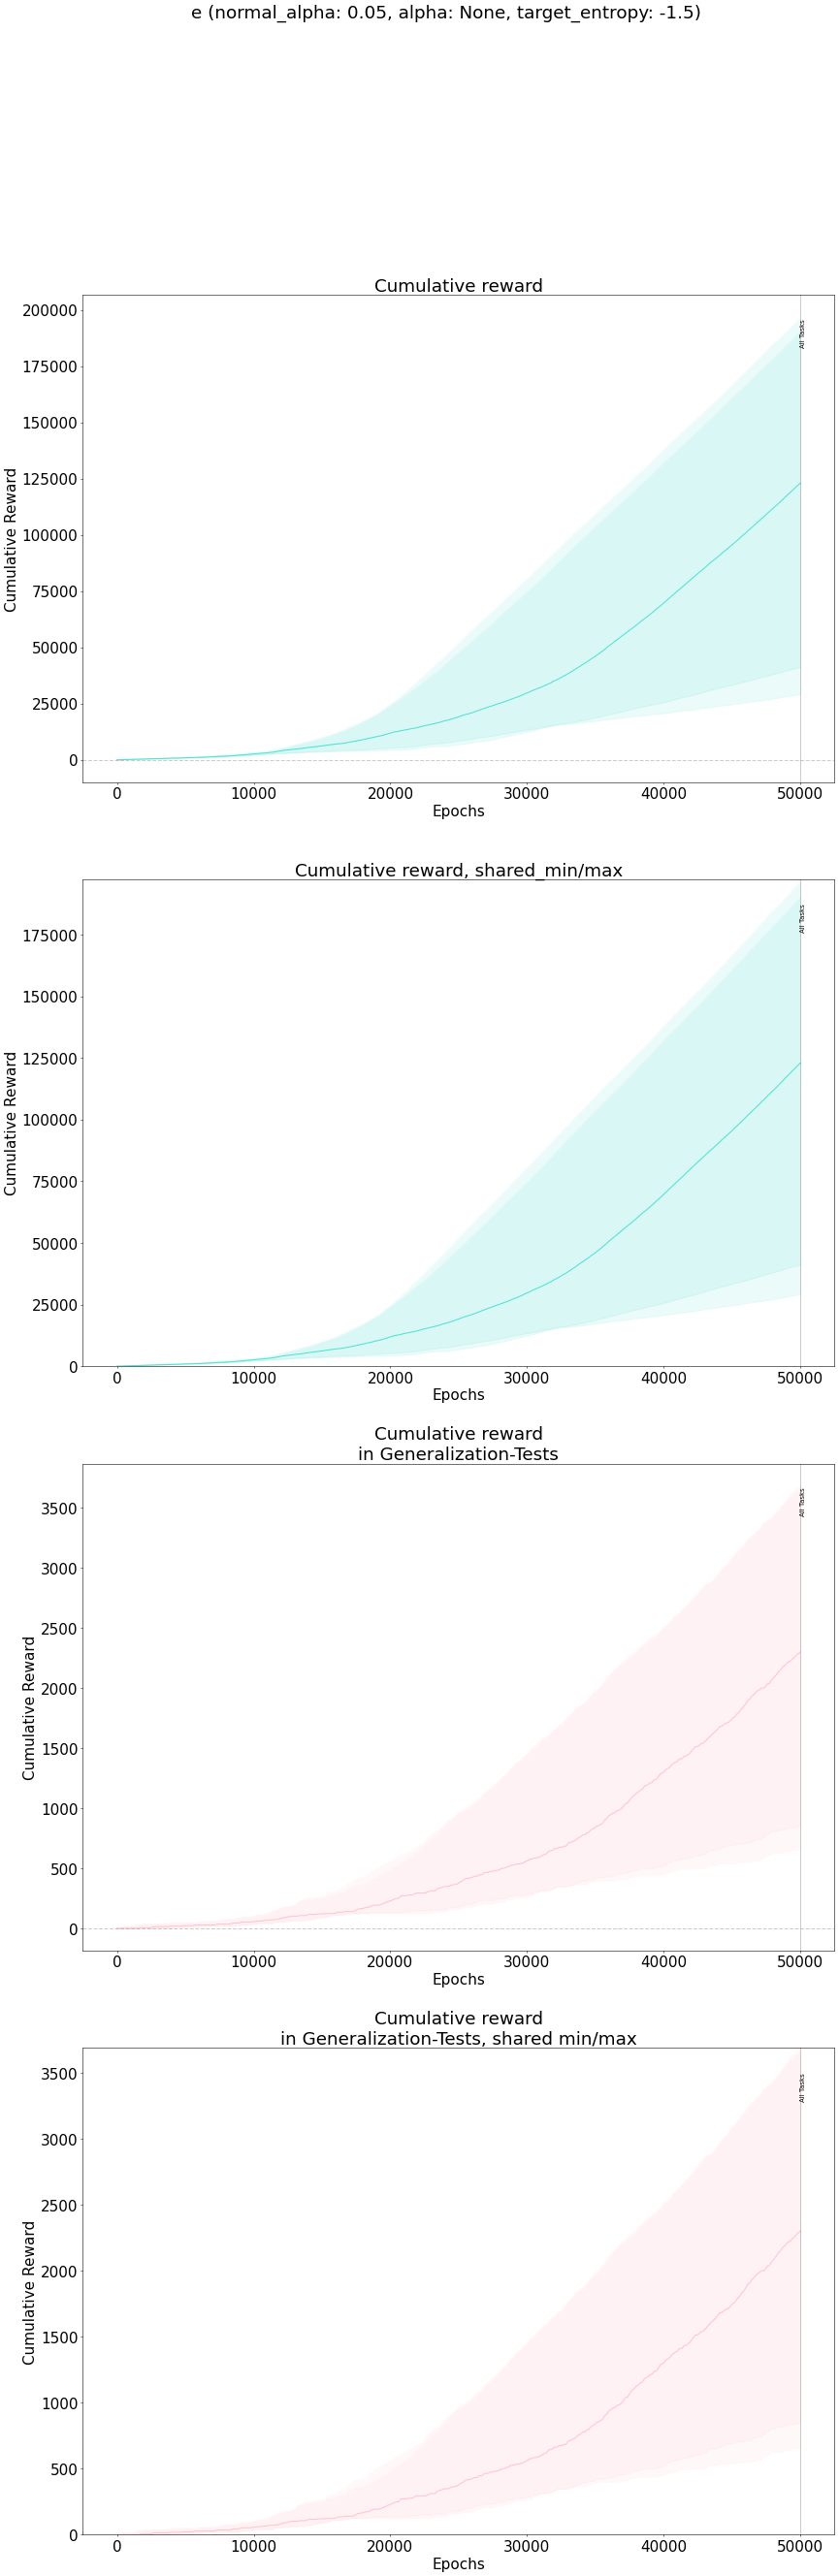 e (normal_alpha: 0.05, alpha: None, target_entropy: -1.5)
Cumulative reward
200000
175000
150000
125000
100000
75000
50000
25000
0
Cumulative Reward
All Tasks
0 10000 20000 30000 40000 50000
Epochs
Cumulative reward, shared_min/max
175000
150000
125000
100000
75000
50000
25000
0
Cumulative Reward
All Tasks
0 10000 20000 30000 40000 50000
Epochs
Cumulative reward
in Generalization-Tests
3500
3000
2500
2000
1500
1000
500
0
Cumulative Reward
All Tasks
0 10000 20000 30000 40000 50000
Epochs
Cumulative reward
in Generalization-Tests, shared min/max
3500
3000
2500
2000
1500
1000
500
0
Cumulative Reward
All Tasks
0 10000 20000 30000 40000 50000
Epochs